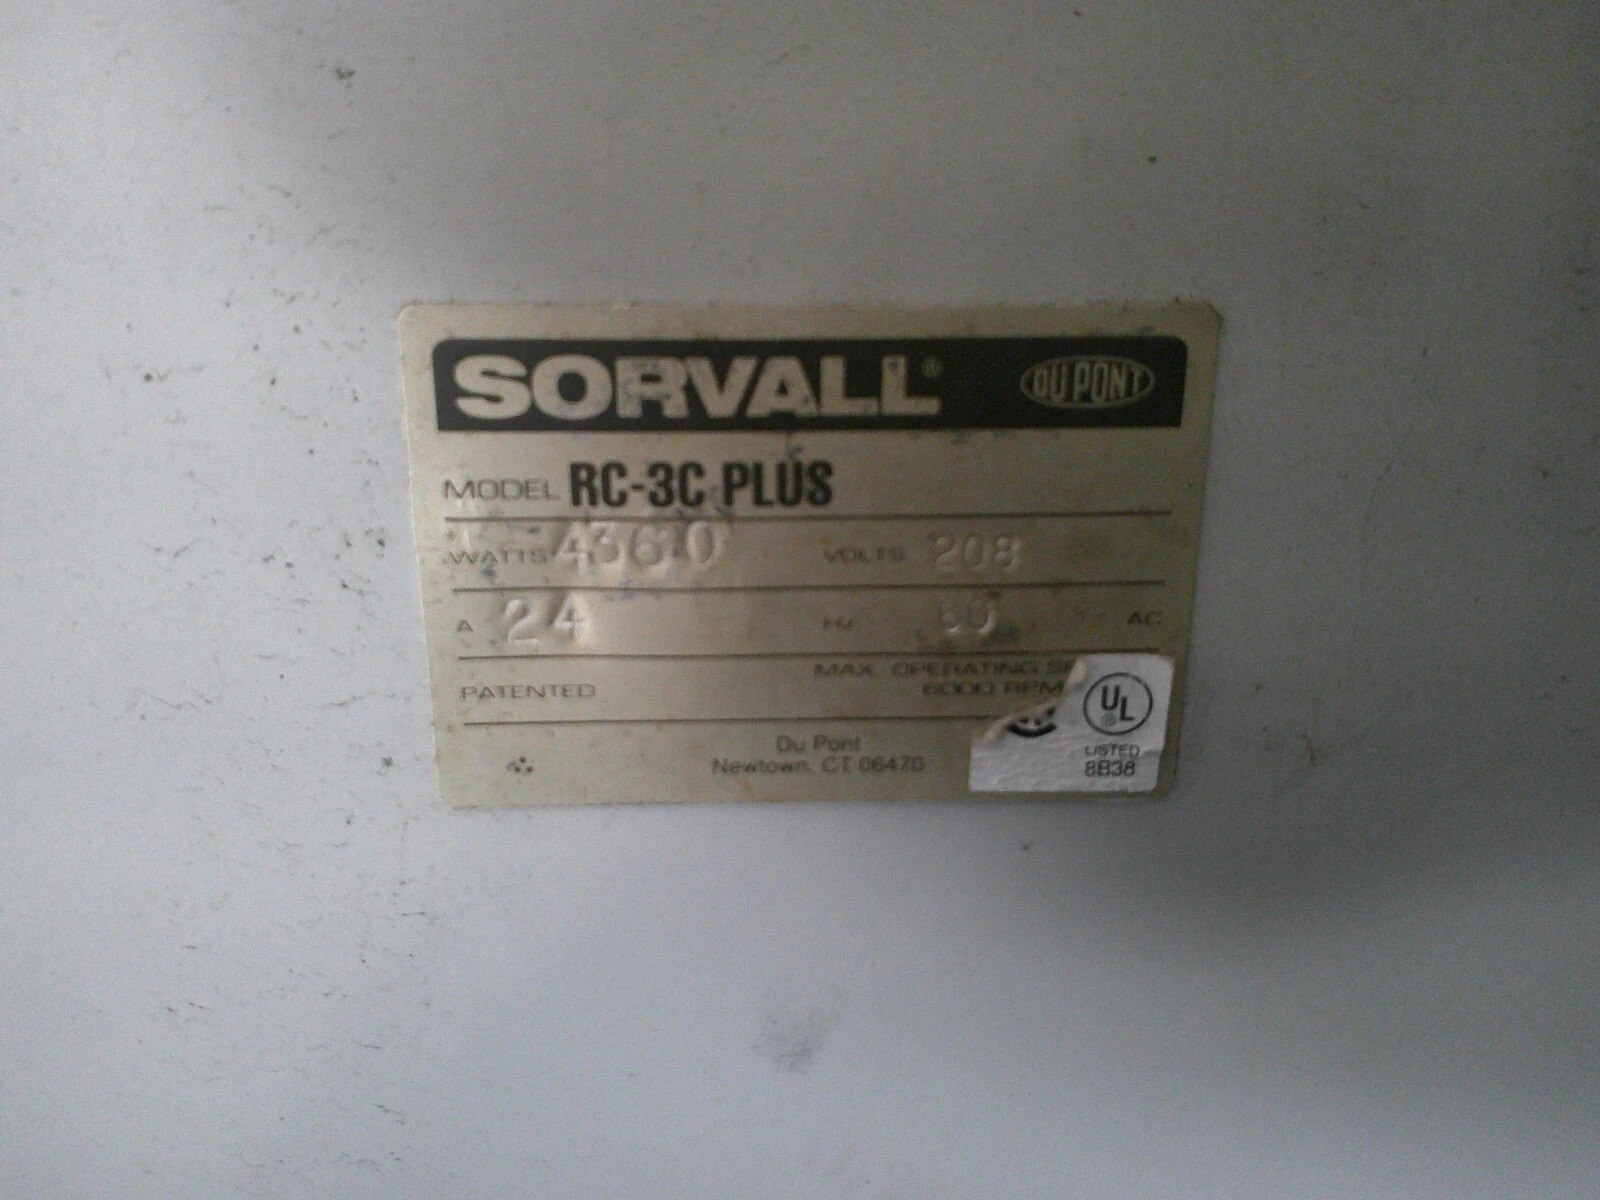 SORVALL® DU PONT
MODEL RC-3C PLUS
WATTS 4360 VOLTS 208
A 24 Hz 60 AC
PATENTED MAX. OPERATING
6000 RPM
Du Pont
Newtown, CT 06470
UL ®
LISTED
8B38